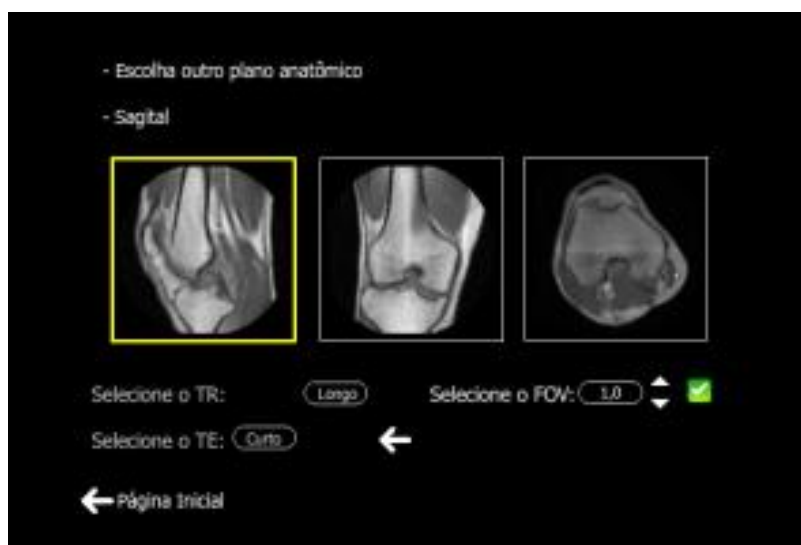 - Escolha outro plano anatômico
- Sagital
Selecione o TR: Longo Selecione o FOV: 1,0
Selecione o TE: Curto
Página Inicial